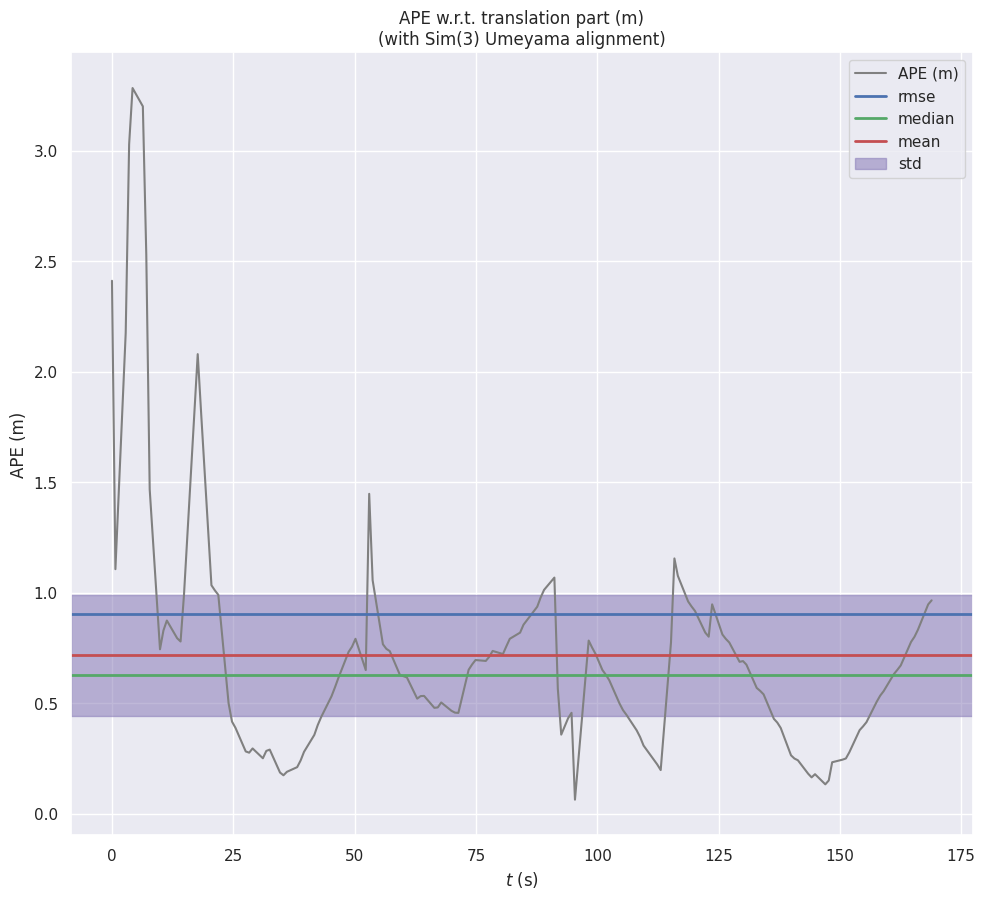 APE w.r.t. translation part (m)
(with Sim(3) Umeyama alignment)
APE (m)
rmse
median
mean
std
APE (m)
3.0
2.5
2.0
1.5
1.0
0.5
0.0
0 25 50 75 100 125 150 175
t (s)